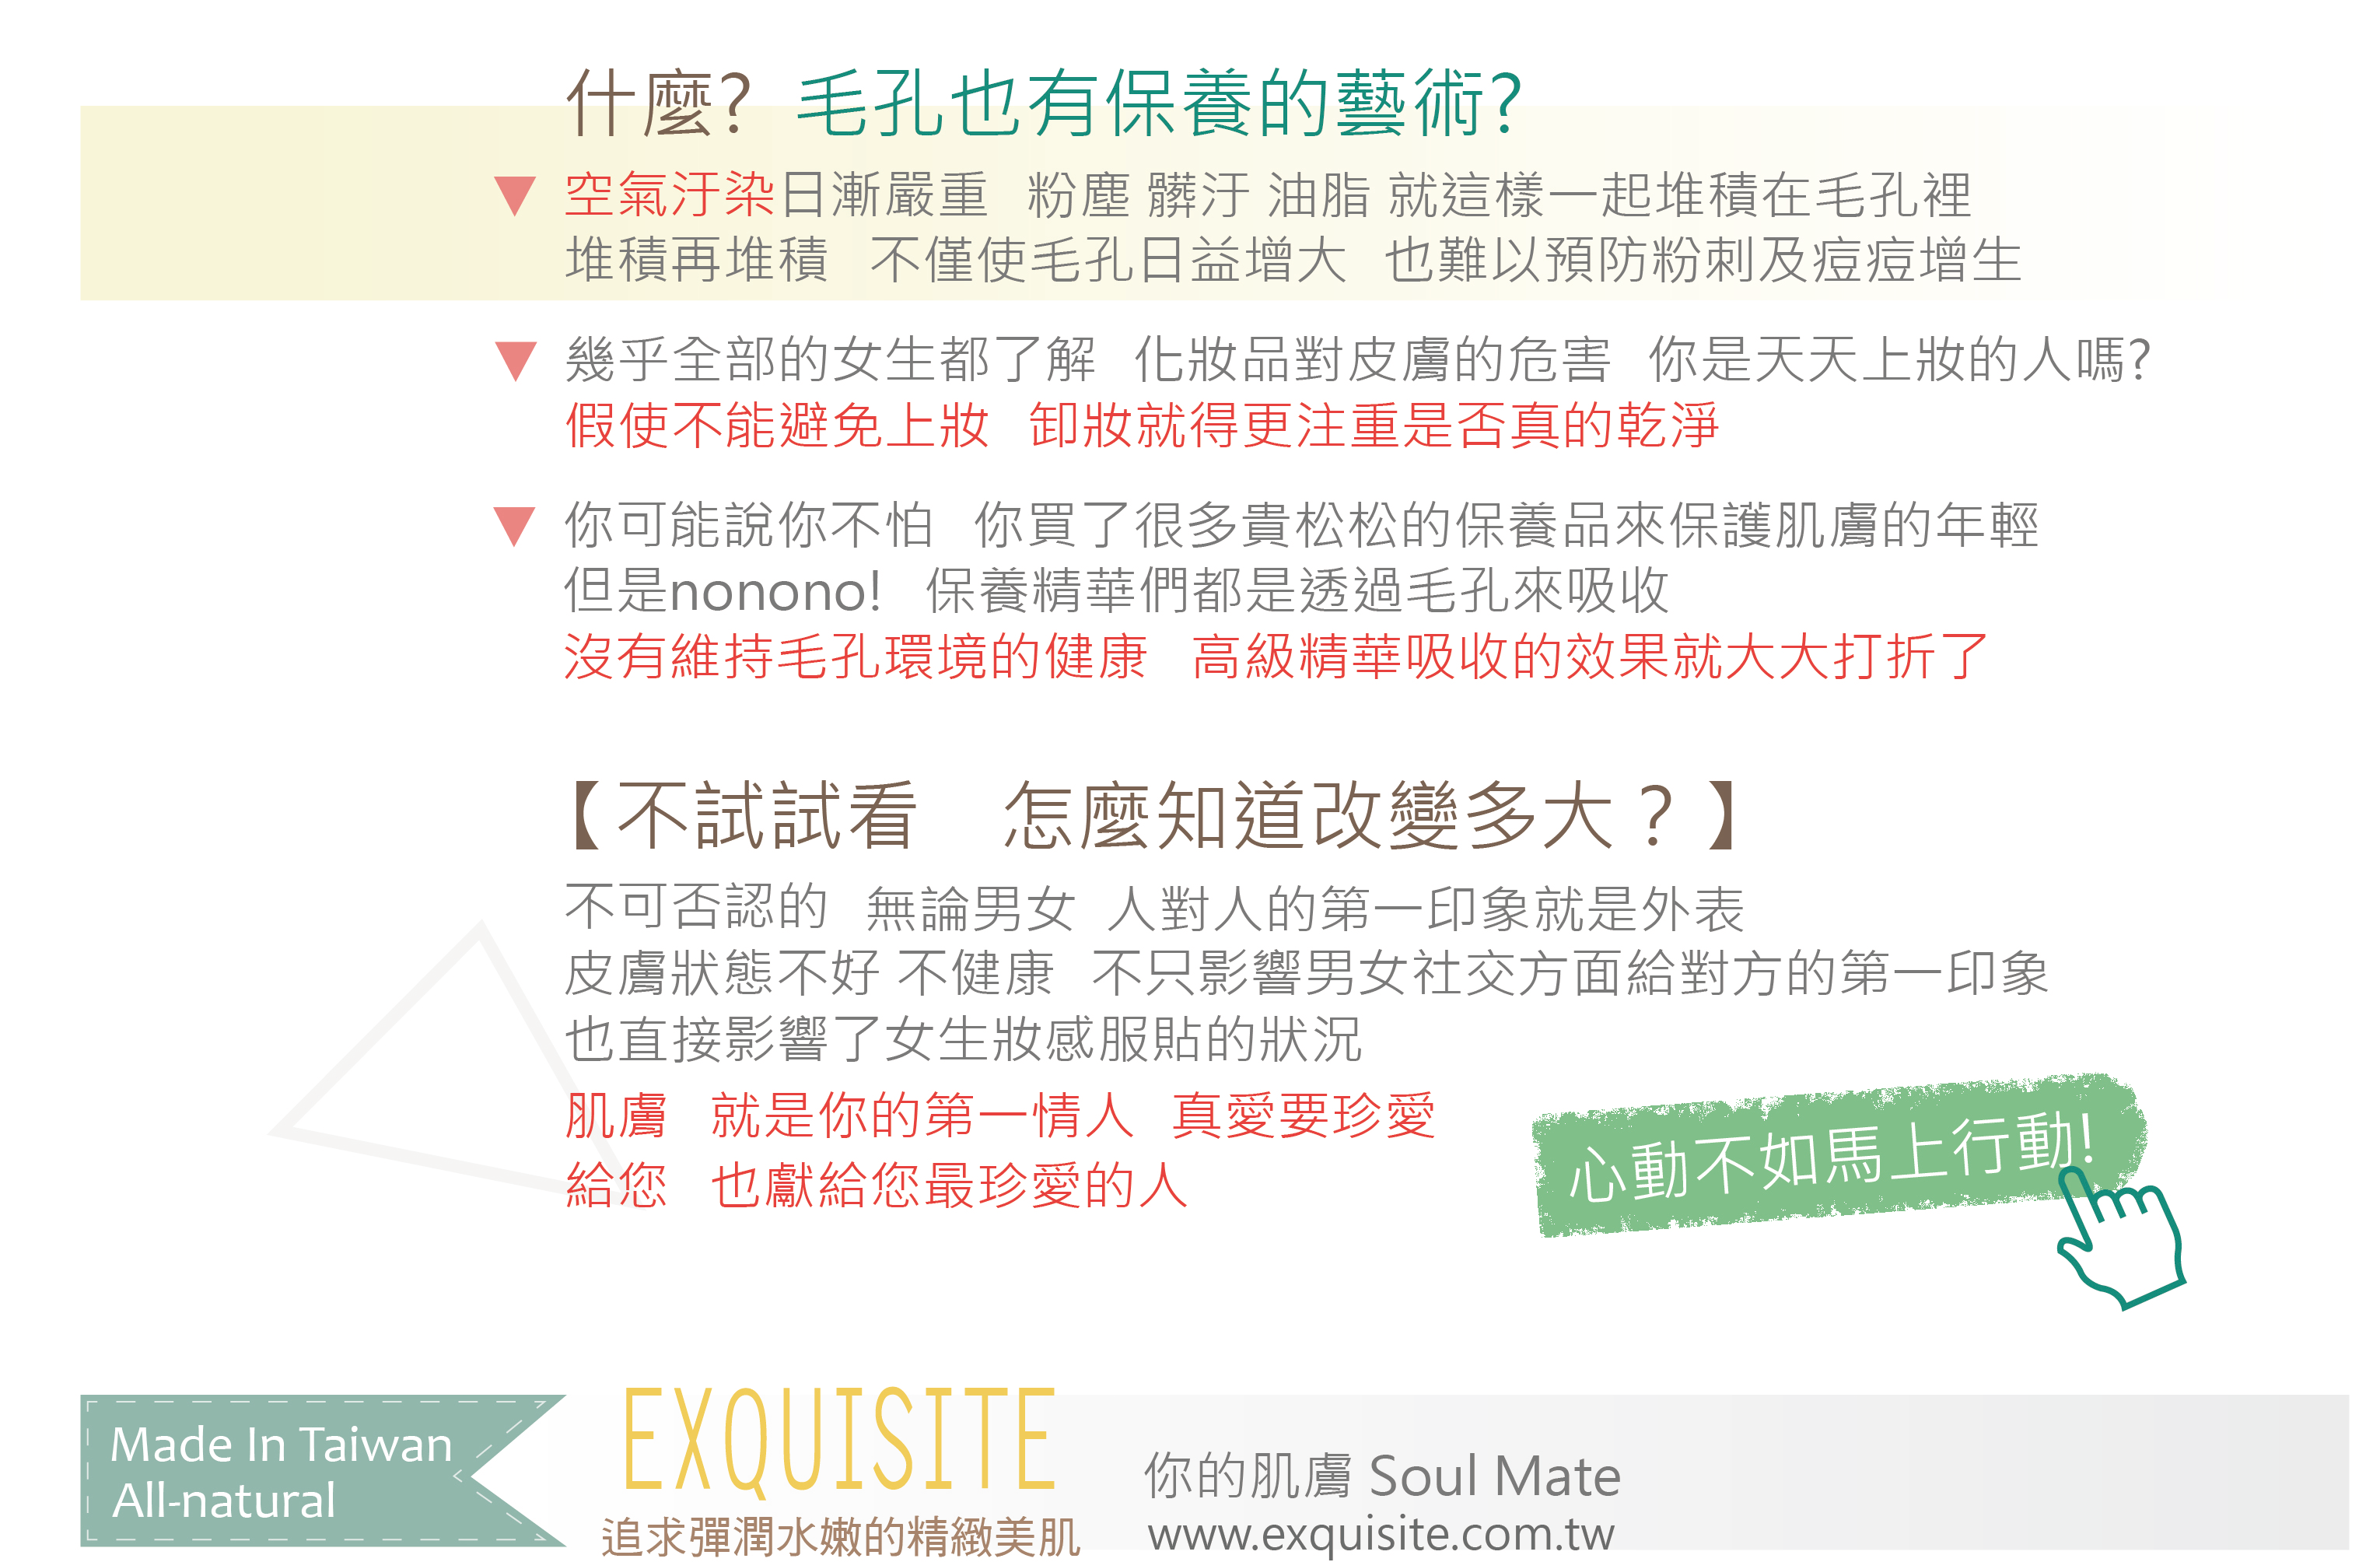 什麼? 毛孔也有保養的藝術?
空氣汙染日漸嚴重 粉塵 髒汙 油脂 就這樣一起堆積在毛孔裡
堆積再堆積 不僅使毛孔日益增大 也難以預防粉刺及痘痘增生
幾乎全部的女生都了解 化妝品對皮膚的危害 你是天天上妝的人嗎?
假使不能避免上妝 卸妝就得更注重是否真的乾淨
你可能說你不怕 你買了很多貴松松的保養品來保護肌膚的年輕
但是nonono! 保養精華們都是透過毛孔來吸收
沒有維持毛孔環境的健康 高級精華吸收的效果就大大打折了
【不試試看 怎麼知道改變多大？】
不可否認的 無論男女 人對人的第一印象就是外表
皮膚狀態不好 不健康 不只影響男女社交方面給對方的第一印象
也直接影響了女生妝感服貼的狀況
肌膚 就是你的第一情人 真愛要珍愛
給您 也獻給您最珍愛的人
心動不如馬上行動!
Made In Taiwan
All-natural
EXQUISITE
追求彈潤水嫩的精緻美肌
你的肌膚 Soul Mate
www.exquisite.com.tw